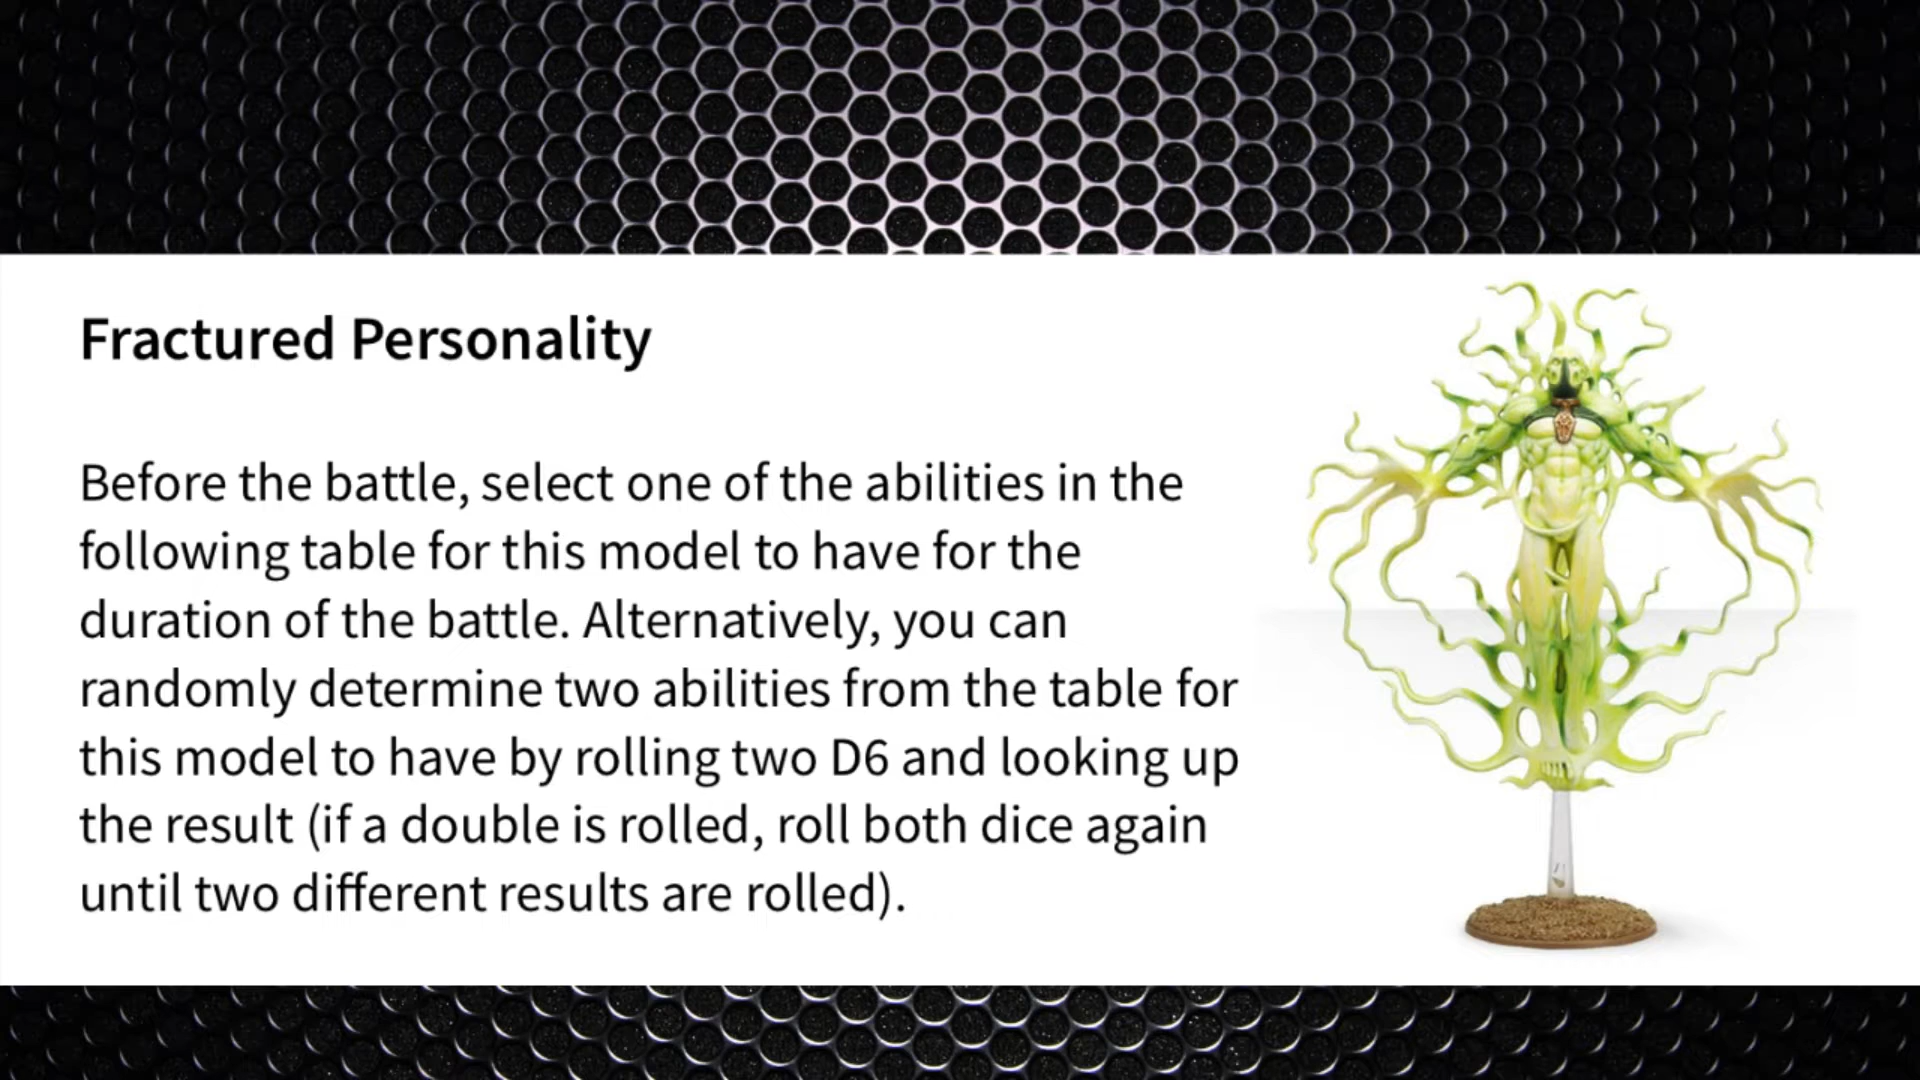 Fractured Personality
Before the battle, select one of the abilities in the
following table for this model to have for the
duration of the battle. Alternatively, you can
randomly determine two abilities from the table for
this model to have by rolling two D6 and looking up
the result (if a double is rolled, roll both dice again
until two different results are rolled).